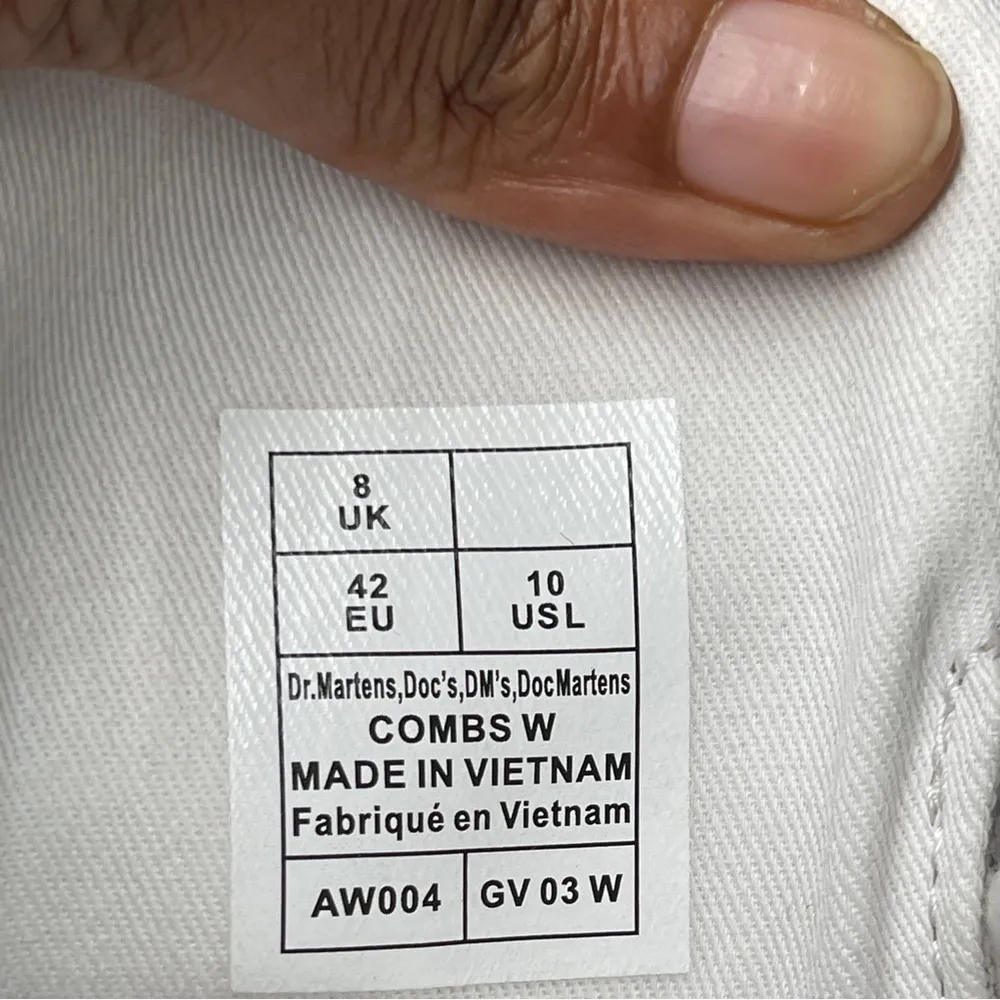 8
UK
42
EU
10
USL
Dr.Martens,Doc's,DM's,DocMartens
COMBS W
MADE IN VIETNAM
Fabriqué en Vietnam
AW004
GV 03 W